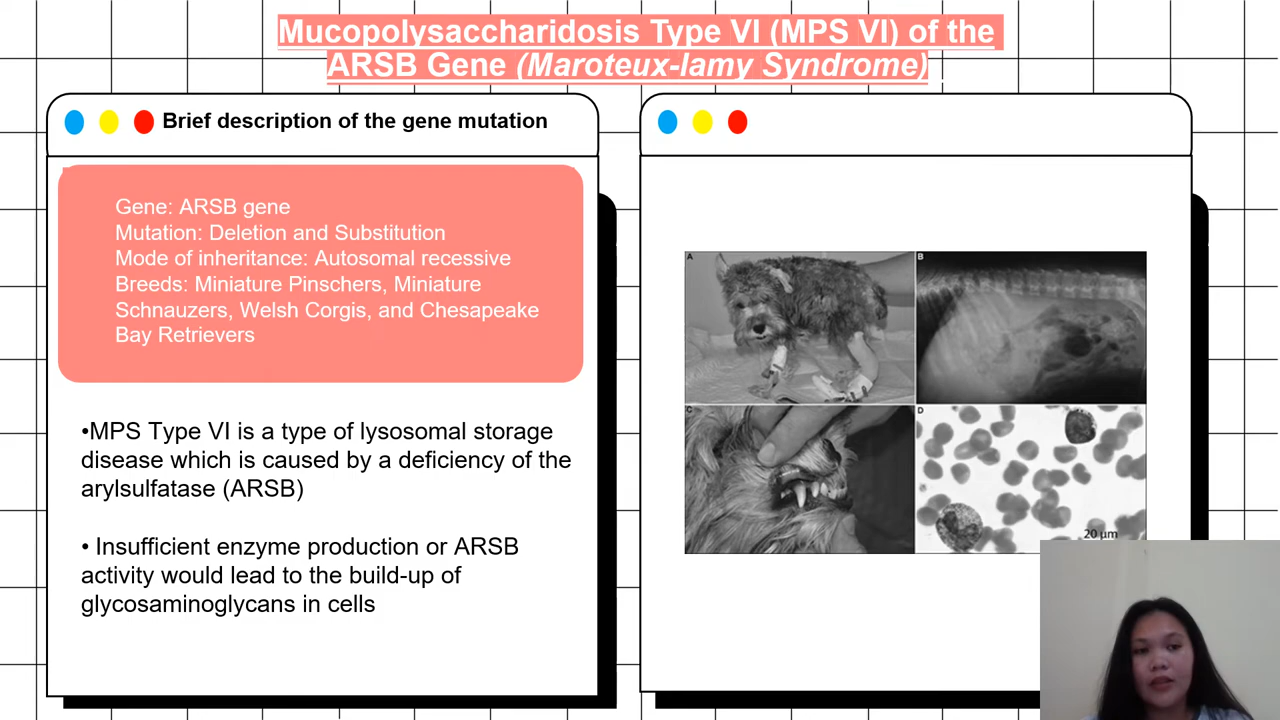 Mucopolysaccharidosis Type VI (MPS VI) of the
ARSB Gene (Maroteux-lamy Syndrome)
Brief description of the gene mutation
Gene: ARSB gene
Mutation: Deletion and Substitution
Mode of inheritance: Autosomal recessive
Breeds: Miniature Pinschers, Miniature
Schnauzers, Welsh Corgis, and Chesapeake
Bay Retrievers
•MPS Type VI is a type of lysosomal storage
disease which is caused by a deficiency of the
arylsulfatase (ARSB)
• Insufficient enzyme production or ARSB
activity would lead to the build-up of
glycosaminoglycans in cells
A
B
C
D
20 µm